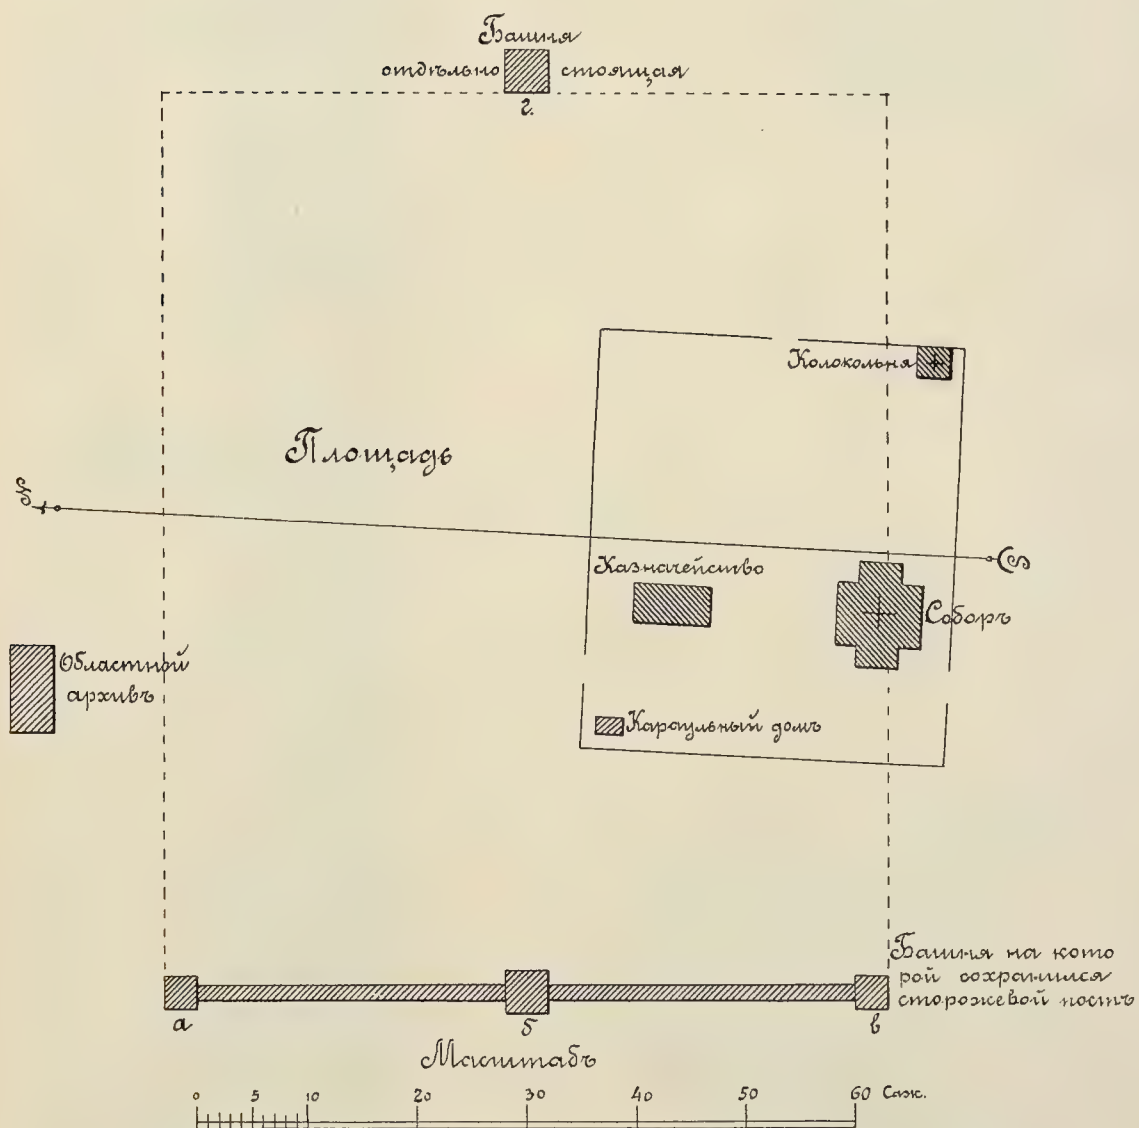 Башня
отдѣльно стоящая
г.
Колокольня
Площадь
Казначейство
Соборъ
Областной
архивъ
Караульный домъ
Башня на кото
рой сохранился
сторожевой постъ
а
б
в
Масштабъ
0 5 10 20 30 40 50 60 Саж.